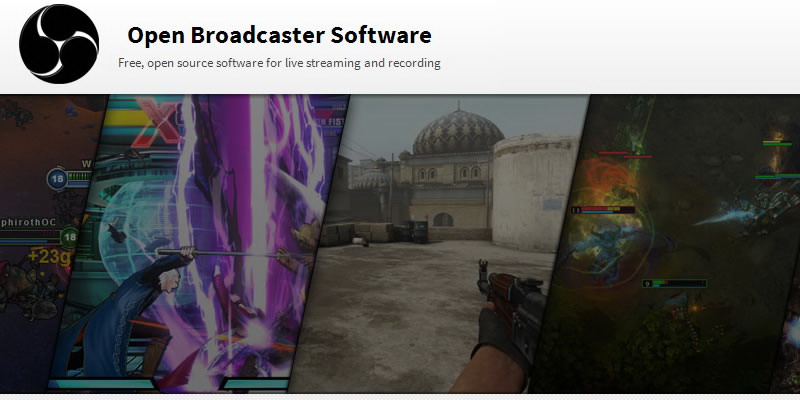 Open Broadcaster Software
Free, open source software for live streaming and recording
18
phirothOC
18
+23g